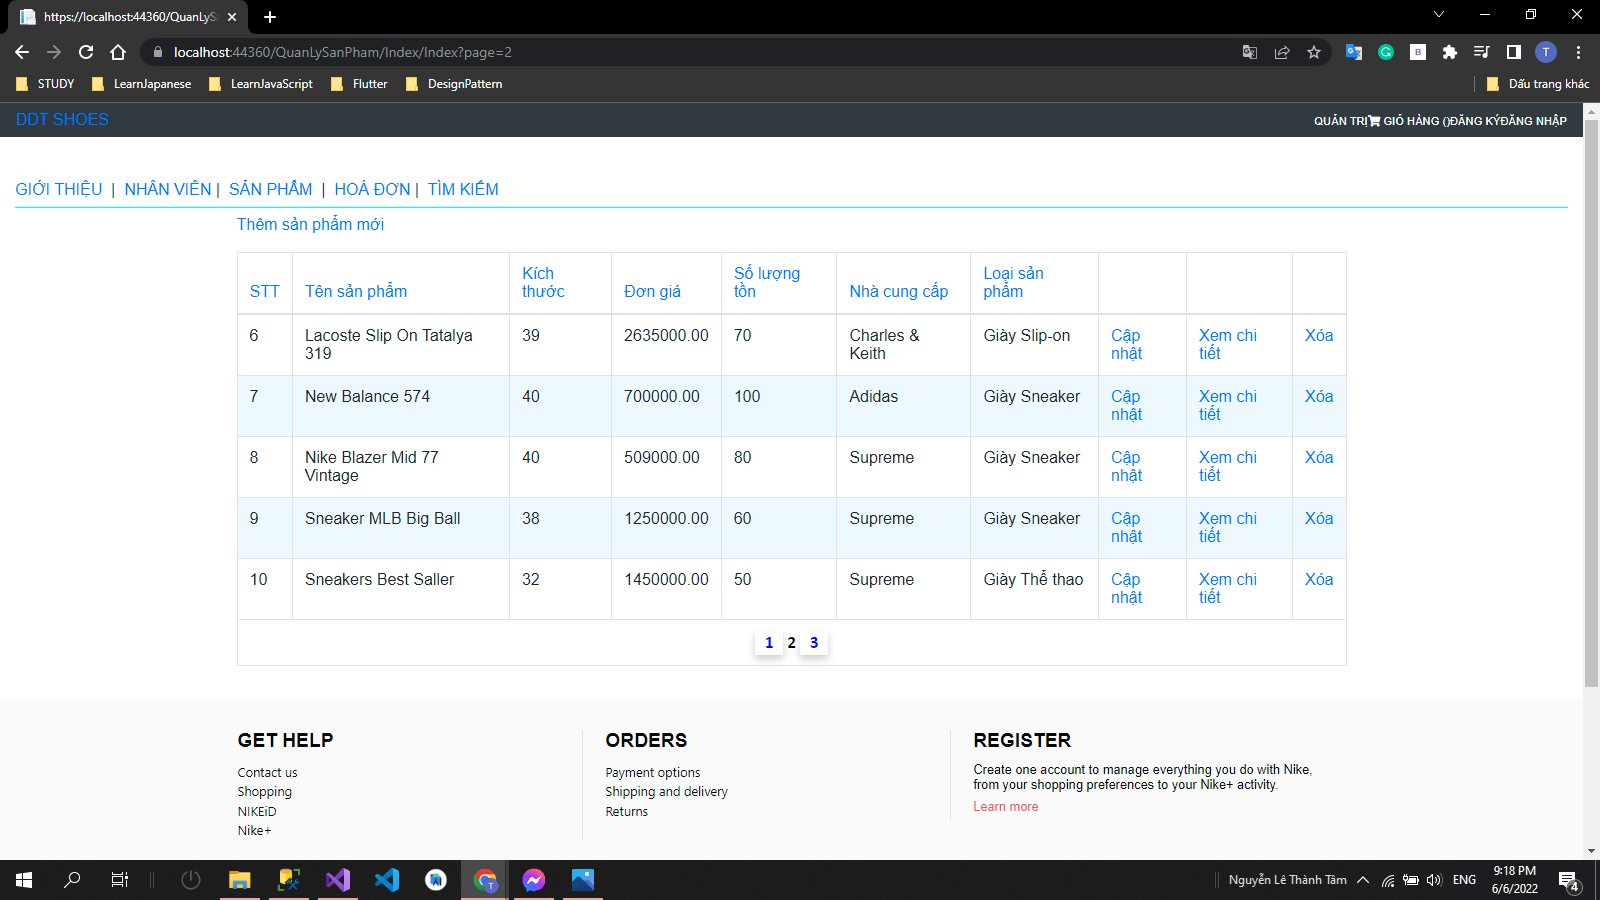 https://localhost:44360/QuanLyS
localhost:44360/QuanLySanPham/Index/Index?page=2
T
STUDY LearnJapanese LearnJavaScript Flutter DesignPattern Dấu trang khác
DDT SHOES QUẢN TRỊ GIỎ HÀNG ()ĐĂNG KÝĐĂNG NHẬP
GIỚI THIỆU | NHÂN VIÊN | SẢN PHẨM | HOÁ ĐƠN | TÌM KIẾM
Thêm sản phẩm mới
STT Tên sản phẩm Kích thước Đơn giá Số lượng tồn Nhà cung cấp Loại sản phẩm
6 Lacoste Slip On Tatalya 319 39 2635000.00 70 Charles & Keith Giày Slip-on Cập nhật Xem chi tiết Xóa
7 New Balance 574 40 700000.00 100 Adidas Giày Sneaker Cập nhật Xem chi tiết Xóa
8 Nike Blazer Mid 77 Vintage 40 509000.00 80 Supreme Giày Sneaker Cập nhật Xem chi tiết Xóa
9 Sneaker MLB Big Ball 38 1250000.00 60 Supreme Giày Sneaker Cập nhật Xem chi tiết Xóa
10 Sneakers Best Saller 32 1450000.00 50 Supreme Giày Thể thao Cập nhật Xem chi tiết Xóa
1 2 3
GET HELP
Contact us
Shopping
NIKEiD
Nike+
ORDERS
Payment options
Shipping and delivery
Returns
REGISTER
Create one account to manage everything you do with Nike,
from your shopping preferences to your Nike+ activity.
Learn more
Nguyễn Lê Thành Tâm ENG 9:18 PM
6/6/2022
4